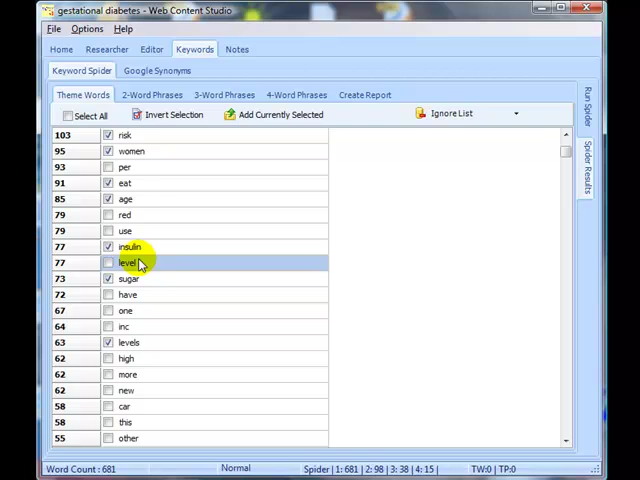 gestational diabetes - Web Content Studio
File Options Help
Home Researcher Editor Keywords Notes
Keyword Spider Google Synonyms
Theme Words 2-Word Phrases 3-Word Phrases 4-Word Phrases Create Report
Select All Invert Selection Add Currently Selected Ignore List
Run Spider
Spider Results
103 risk
95 women
93 per
91 eat
85 age
79 red
79 use
77 insulin
77 level
73 sugar
72 have
67 one
64 inc
63 levels
62 high
62 more
62 new
58 car
58 this
55 other
Word Count : 681 Normal Spider | 1: 681 | 2: 98 | 3: 38 | 4: 15 | TW:0 | TP:0